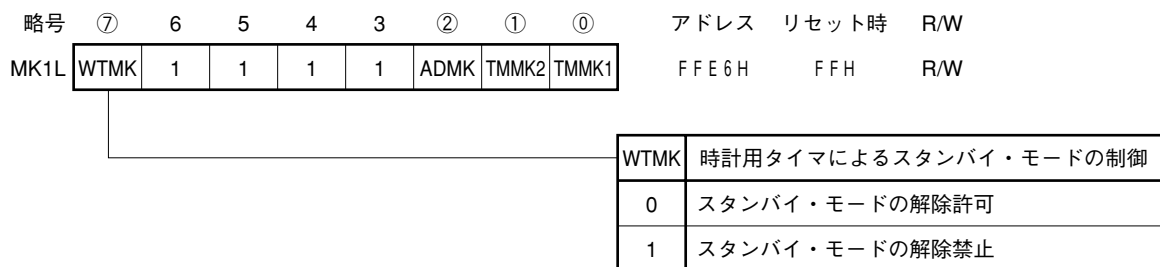 略号 ⑦ 6 5 4 3 ② ① ⓪ アドレス リセット時 R/W
MK1L WTMK 1 1 1 1 ADMK TMMK2 TMMK1 FFE6H FFH R/W
WTMK 時計用タイマによるスタンバイ・モードの制御
0 スタンバイ・モードの解除許可
1 スタンバイ・モードの解除禁止